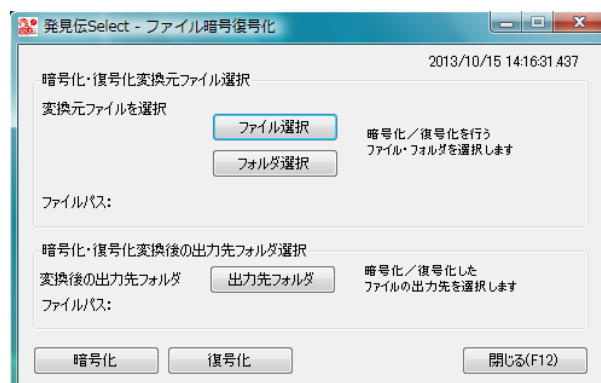 発見伝Select - ファイル暗号復号化
2013/10/15 14:16:31.437
暗号化・復号化変換元ファイル選択
変換元ファイルを選択
ファイル選択
暗号化／復号化を行う
ファイル・フォルダを選択します
フォルダ選択
ファイルパス:
暗号化・復号化変換後の出力先フォルダ選択
変換後の出力先フォルダ
出力先フォルダ
暗号化／復号化した
ファイルの出力先を選択します
ファイルパス:
暗号化
復号化
閉じる(F12)